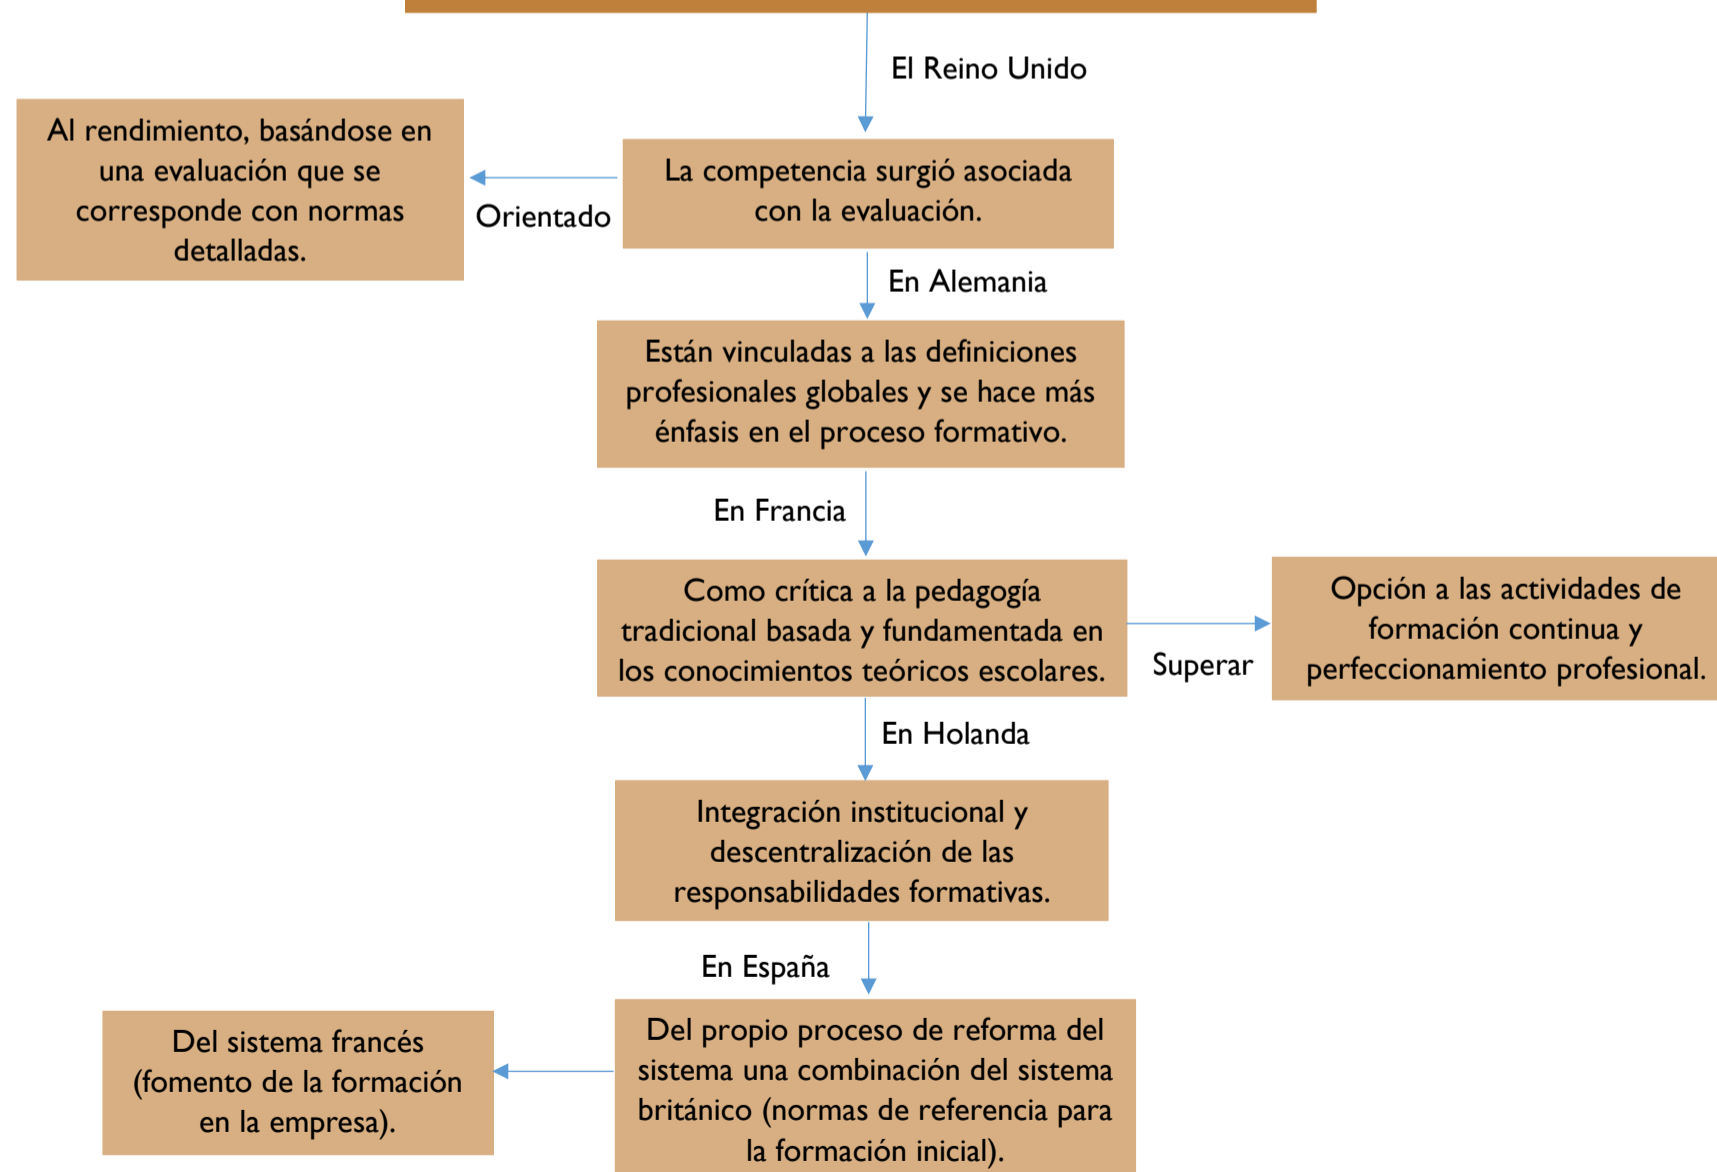 El Reino Unido
Al rendimiento, basándose en
una evaluación que se
corresponde con normas
detalladas.
Orientado
La competencia surgió asociada
con la evaluación.
En Alemania
Están vinculadas a las definiciones
profesionales globales y se hace más
énfasis en el proceso formativo.
En Francia
Como crítica a la pedagogía
tradicional basada y fundamentada en
los conocimientos teóricos escolares.
Superar
Opción a las actividades de
formación continua y
perfeccionamiento profesional.
En Holanda
Integración institucional y
descentralización de las
responsabilidades formativas.
En España
Del propio proceso de reforma del
sistema una combinación del sistema
británico (normas de referencia para
la formación inicial).
Del sistema francés
(fomento de la formación
en la empresa).